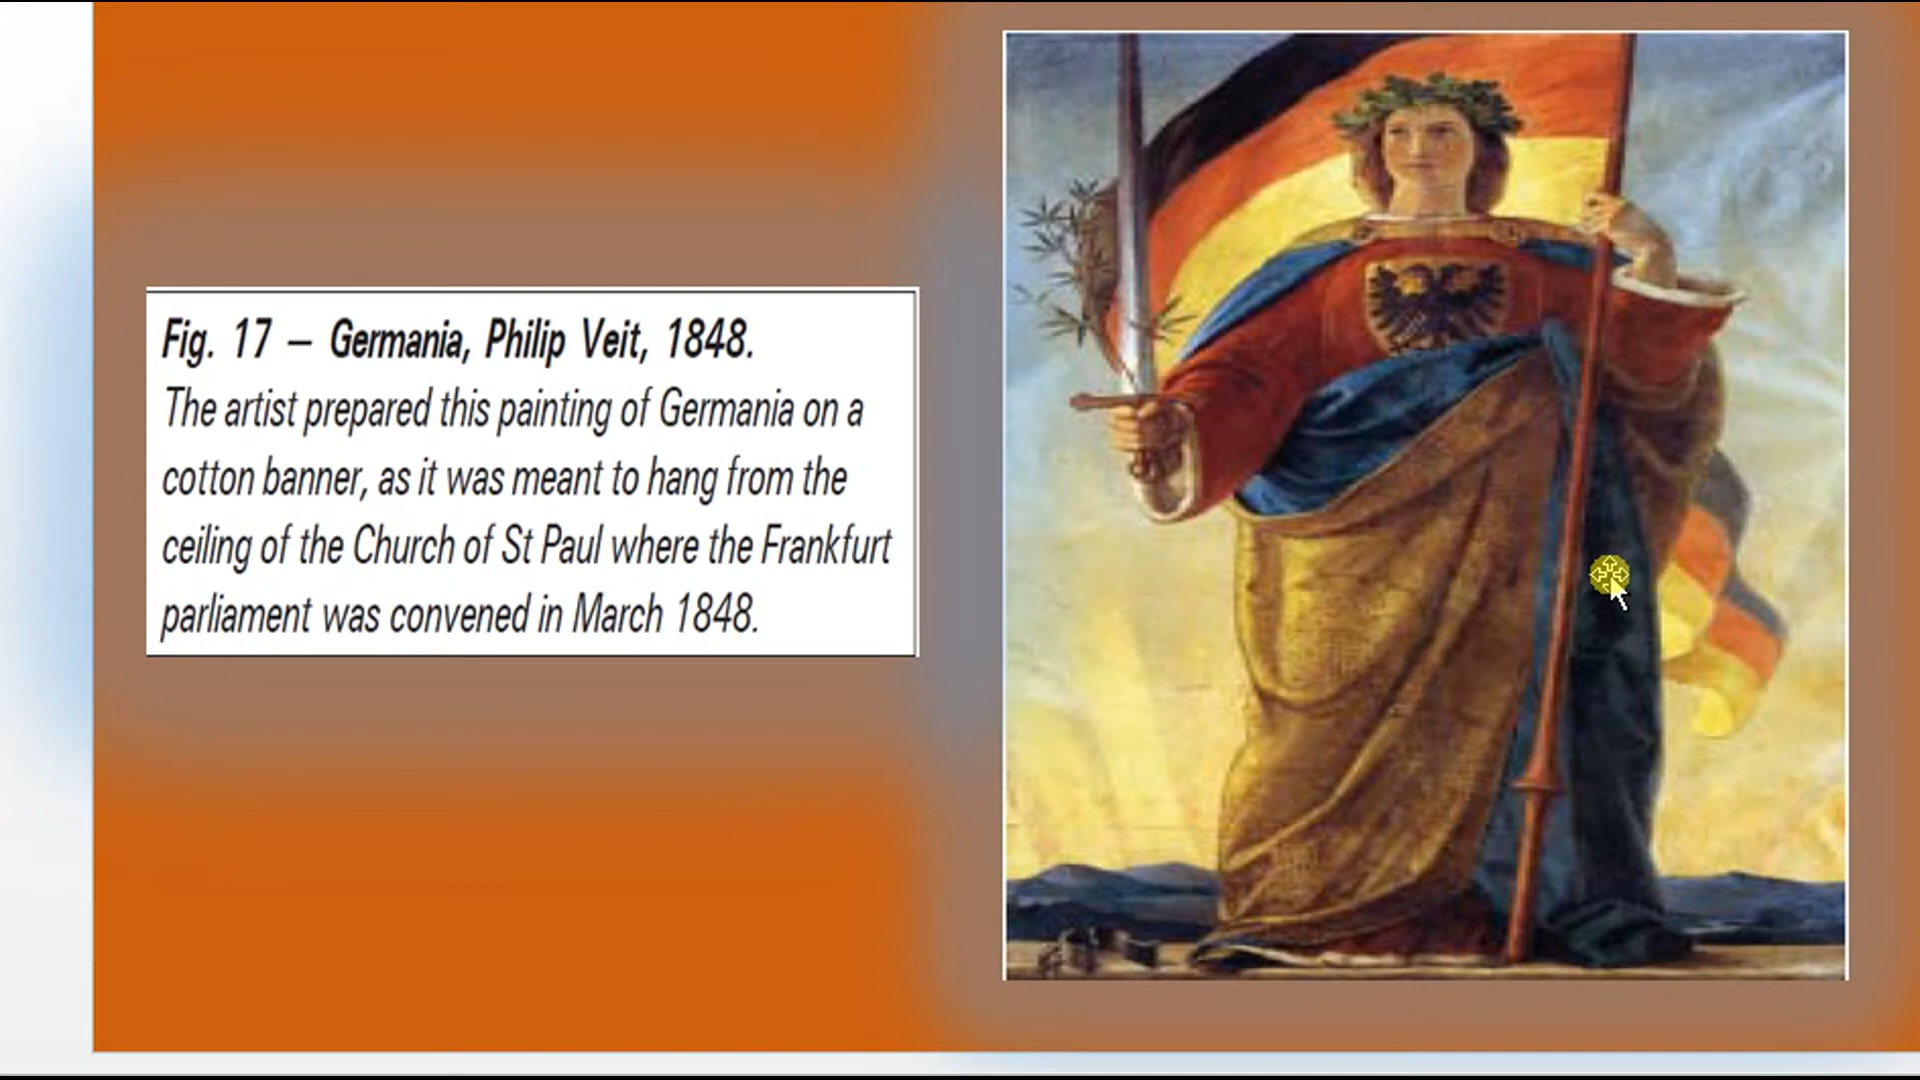 Fig. 17 — Germania, Philip Veit, 1848.
The artist prepared this painting of Germania on a
cotton banner, as it was meant to hang from the
ceiling of the Church of St Paul where the Frankfurt
parliament was convened in March 1848.